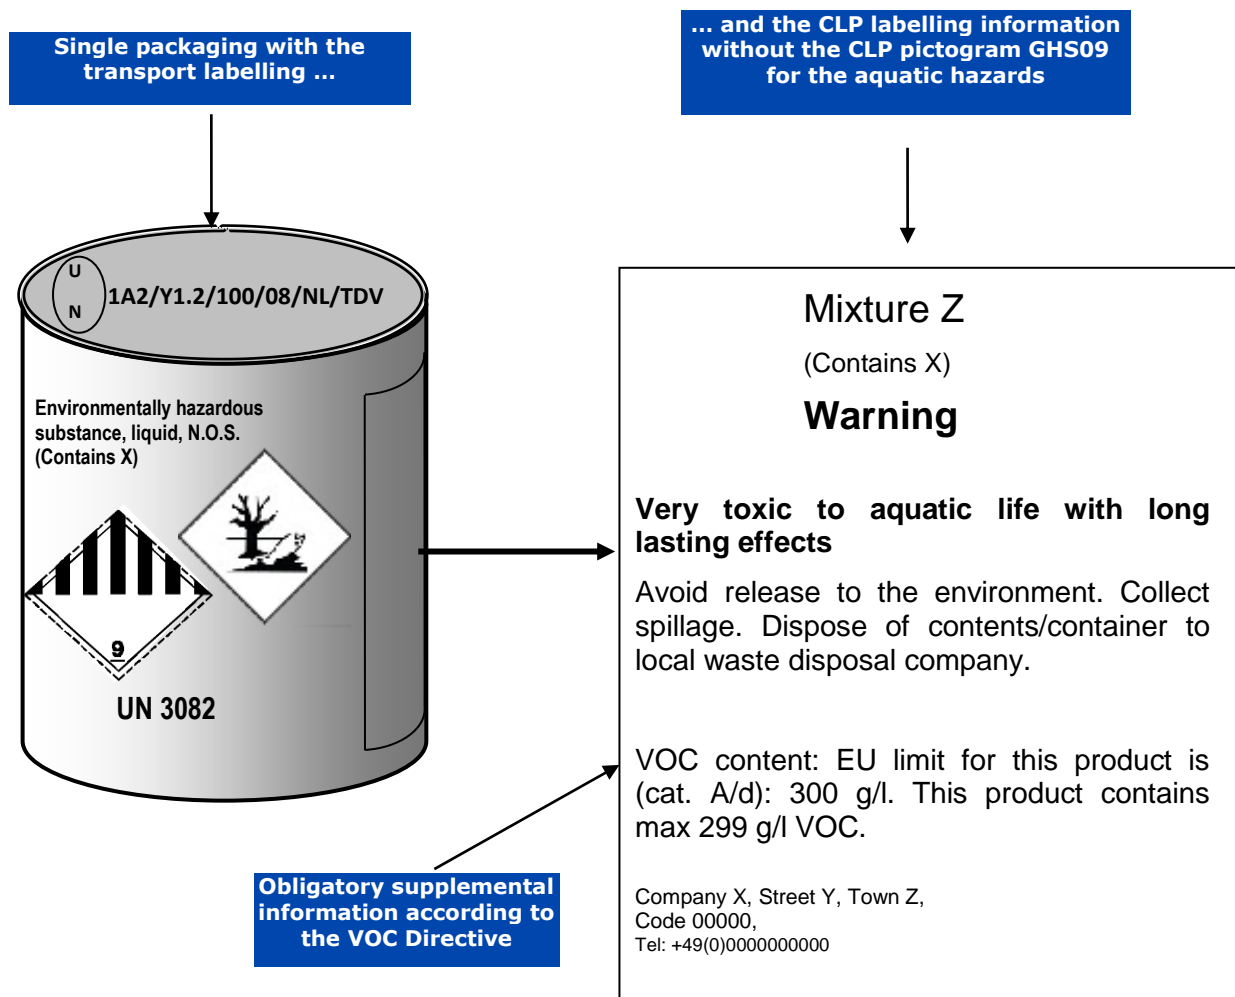 Single packaging with the
transport labelling ...
... and the CLP labelling information
without the CLP pictogram GHS09
for the aquatic hazards
U
N
1A2/Y1.2/100/08/NL/TDV
Environmentally hazardous
substance, liquid, N.O.S.
(Contains X)
9
UN 3082
Mixture Z
(Contains X)
Warning
Very toxic to aquatic life with long
lasting effects
Avoid release to the environment. Collect
spillage. Dispose of contents/container to
local waste disposal company.
VOC content: EU limit for this product is
(cat. A/d): 300 g/l. This product contains
max 299 g/l VOC.
Company X, Street Y, Town Z,
Code 00000,
Tel: +49(0)0000000000
Obligatory supplemental
information according to
the VOC Directive